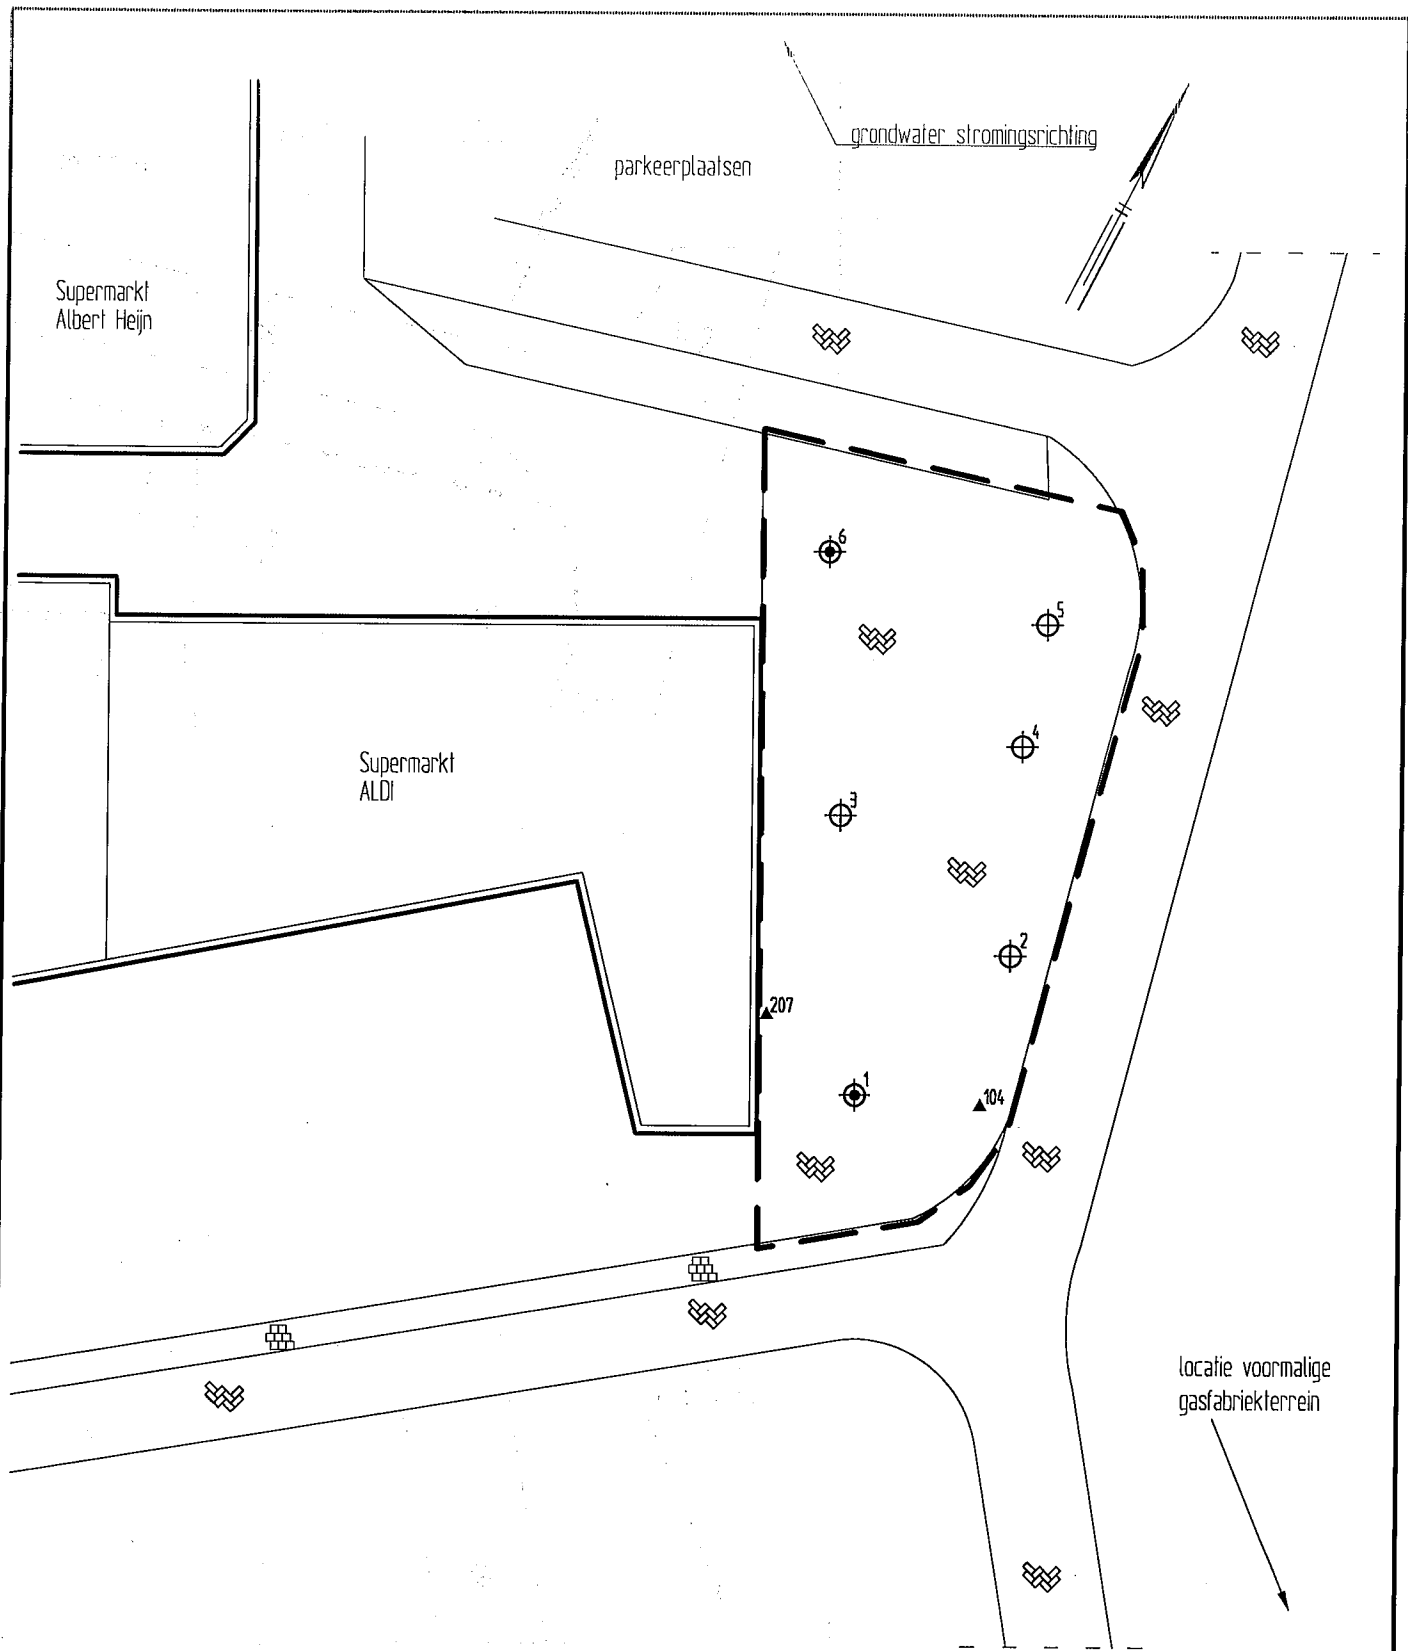 grondwater stromingsrichting
parkeerplaatsen
Supermarkt
Albert Heijn
6
5
4
Supermarkt
ALDI
3
2
207
1
104
locatie voormalige
gasfabriekterrein